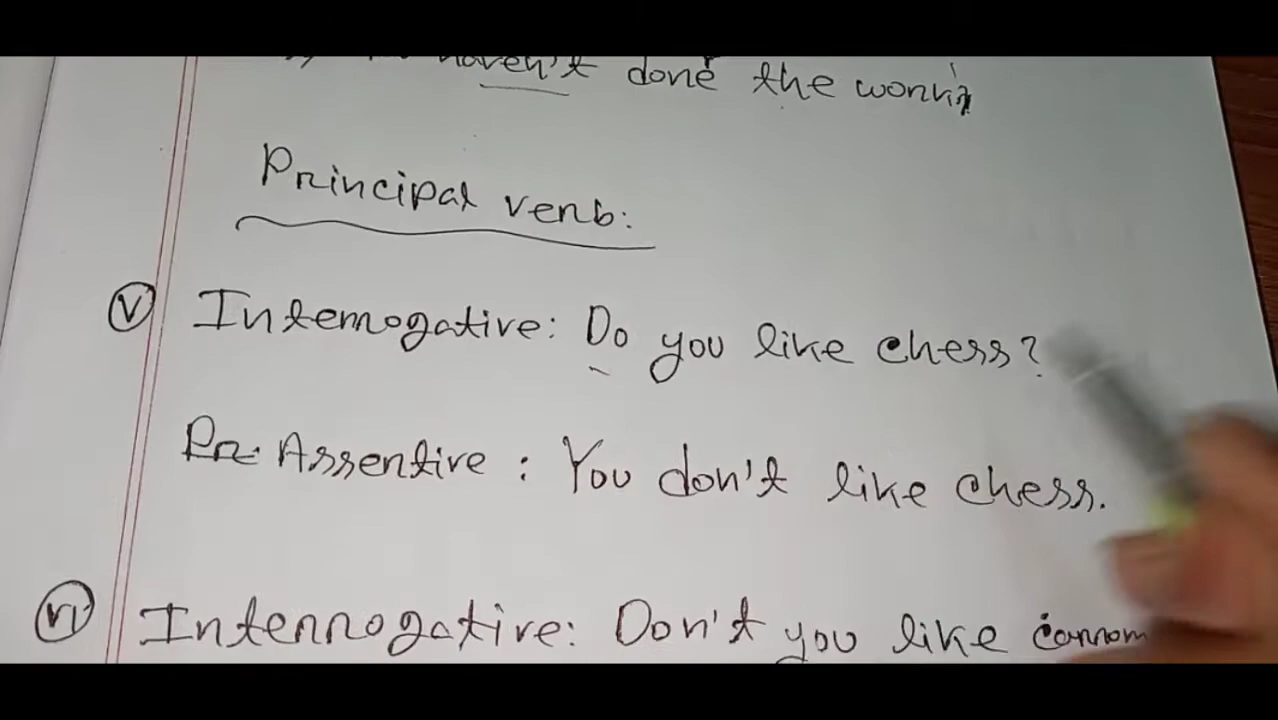 haven't done the work
Principal verb:
(v) Interrogative: Do you like chess?
Assertive : You don't like chess.
(vi) Interrogative: Don't you like